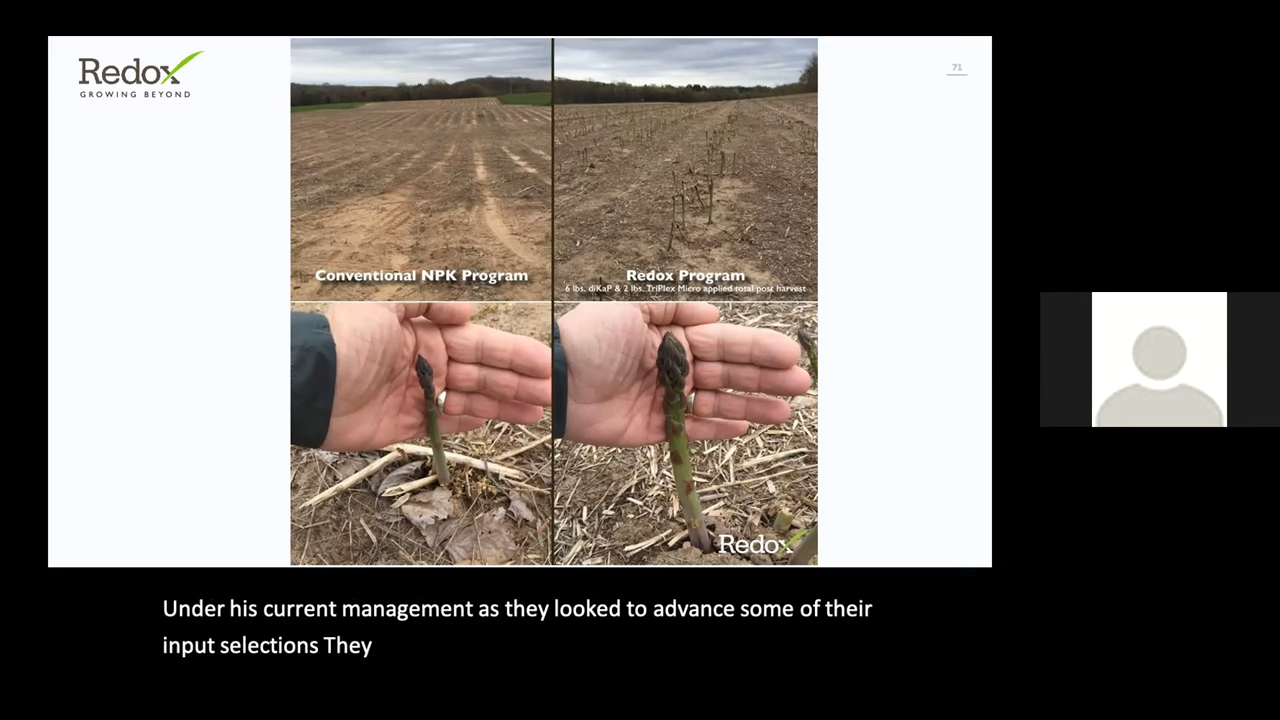 Redox
GROWING BEYOND
71
Conventional NPK Program
Redox Program
6 lbs. diKaP & 2 lbs. TriPlex Micro applied total post harvest
Redox
Under his current management as they looked to advance some of their
input selections They